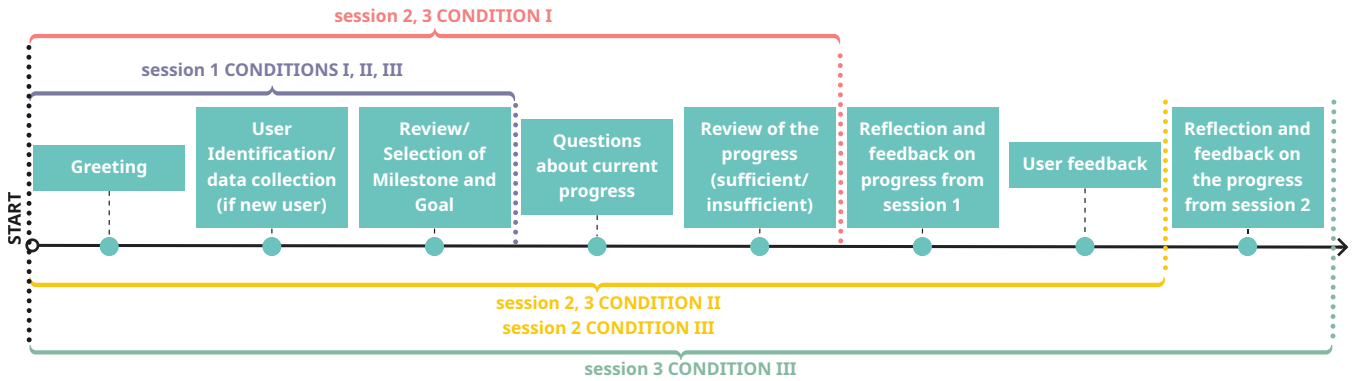 session 2, 3 CONDITION I
session 1 CONDITIONS I, II, III
START
Greeting
User
Identification/
data collection
(if new user)
Review/
Selection of
Milestone and
Goal
Questions
about current
progress
Review of the
progress
(sufficient/
insufficient)
Reflection and
feedback on
progress from
session 1
User feedback
Reflection and
feedback on
the progress
from session 2
session 2, 3 CONDITION II
session 2 CONDITION III
session 3 CONDITION III